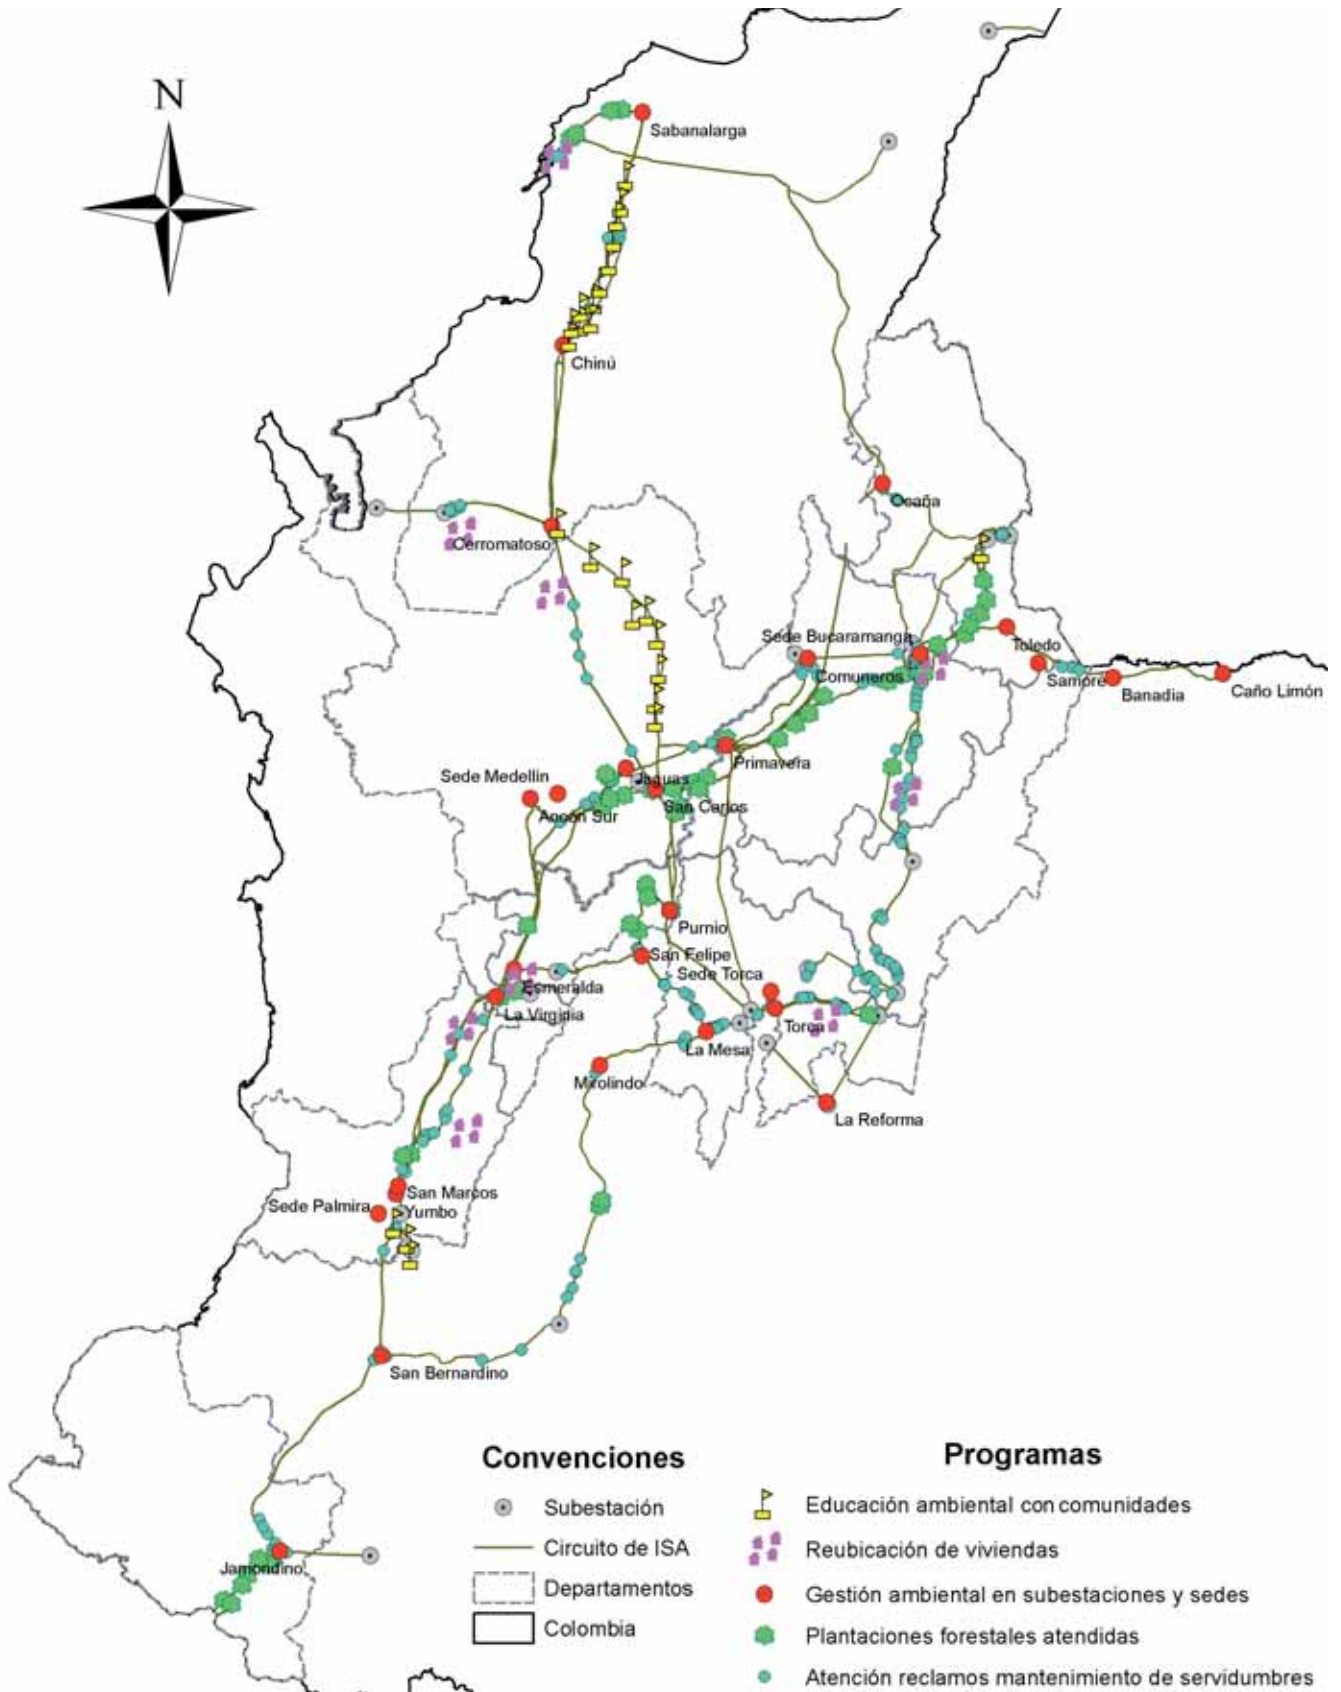 N
Sabanalarga
Chinú
Ocaña
Cerromatoso
Sede Bucaramanga
Toledo
Comuneros
Samoré
Banadia
Caño Limón
Primavera
Sede Medellin
Jaguas
San Carlos
Ancón Sur
Purnio
San Felipe
Sede Torca
Esmeralda
La Virginia
Torca
La Mesa
Mirolindo
La Reforma
San Marcos
Sede Palmira
Yumbo
San Bernardino
Jamondino
Convenciones
Subestación
Circuito de ISA
Departamentos
Colombia
Programas
Educación ambiental con comunidades
Reubicación de viviendas
Gestión ambiental en subestaciones y sedes
Plantaciones forestales atendidas
Atención reclamos mantenimiento de servidumbres